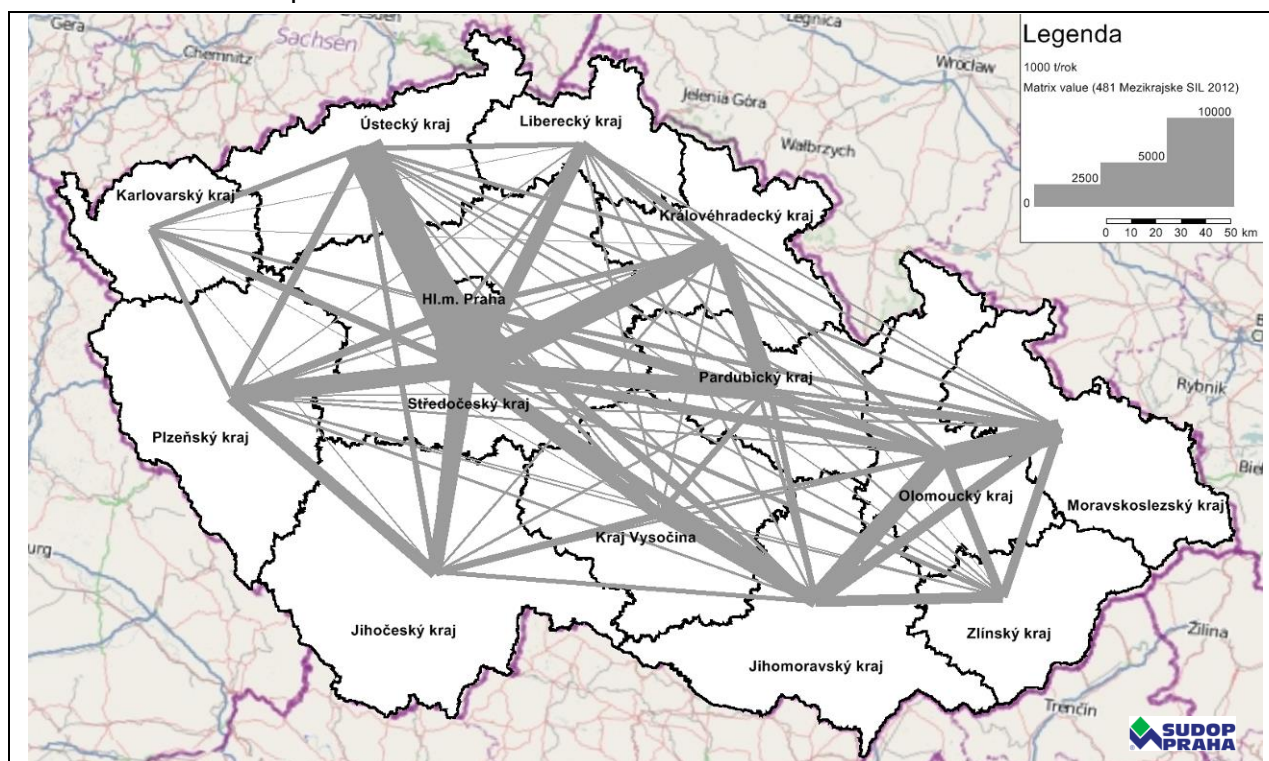 Gera
Sachsen
Legnica
Chemnitz
Wrocław
Jelenia Góra
Wałbrzych
Rybnik
Žilina
Trenčín
Legenda
1000 t/rok
Matrix value (481 Mezikrajske SIL 2012)
10000
5000
2500
0
0 10 20 30 40 50 km
Ústecký kraj
Liberecký kraj
Karlovarský kraj
Královéhradecký kraj
Hl.m. Praha
Pardubický kraj
Středočeský kraj
Plzeňský kraj
Olomoucký kraj
Moravskoslezský kraj
Kraj Vysočina
Jihočeský kraj
Zlínský kraj
Jihomoravský kraj
SUDOP
PRAHA